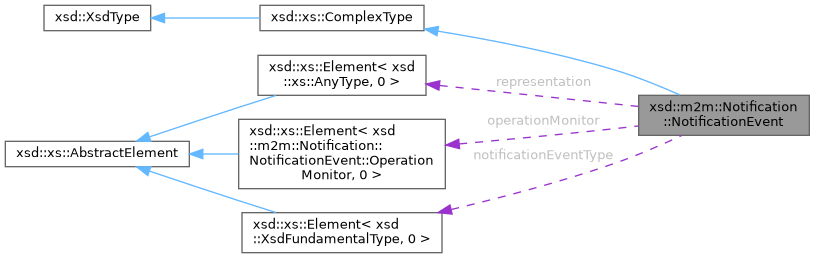 xsd::XsdType
xsd::xs::ComplexType
xsd::xs::Element< xsd
::xs::AnyType, 0 >
representation
xsd::m2m::Notification
::NotificationEvent
operationMonitor
xsd::xs::Element< xsd
::m2m::Notification::
NotificationEvent::Operation
Monitor, 0 >
xsd::xs::AbstractElement
notificationEventType
xsd::xs::Element< xsd
::XsdFundamentalType, 0 >